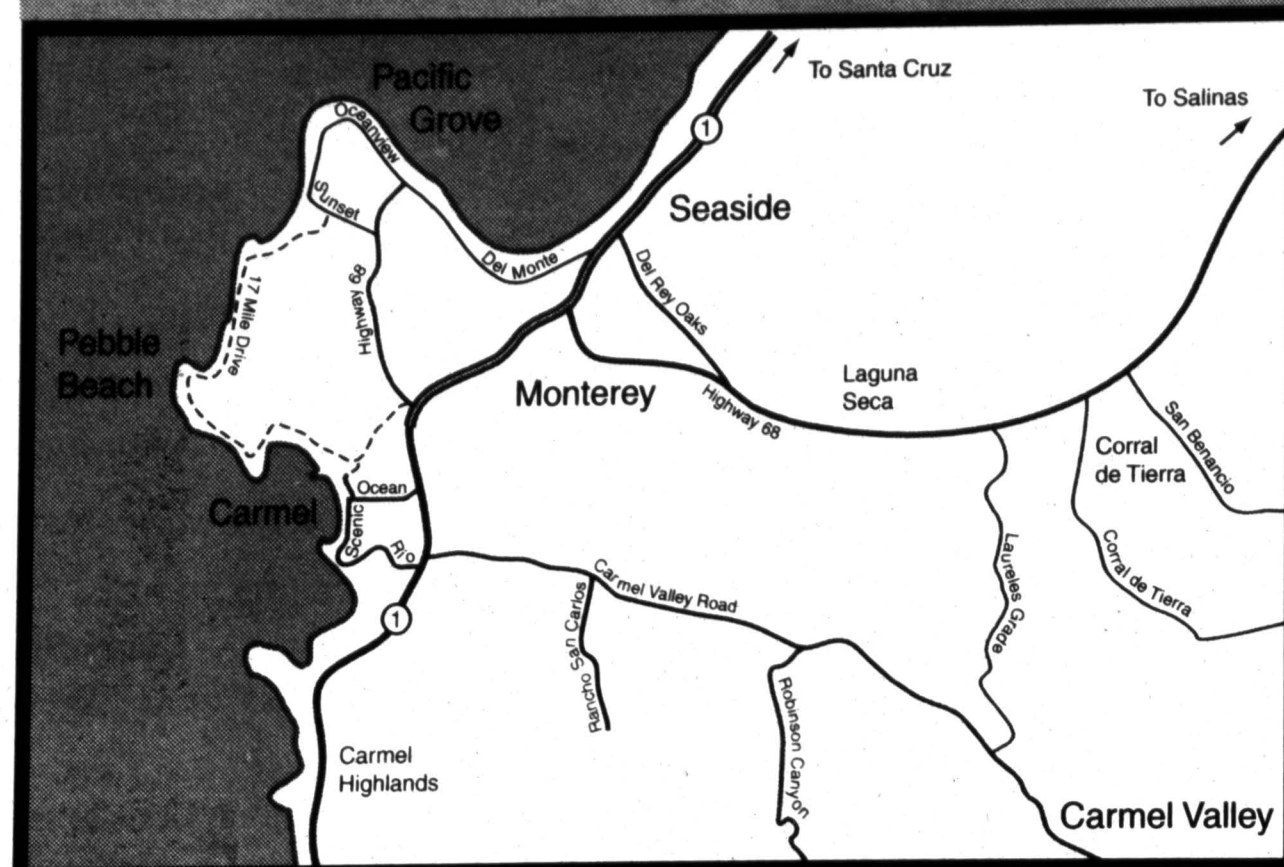 Pacific
Grove
To Santa Cruz
To Salinas
Oceanview
1
Sunset
Seaside
Del Monte
Del Rey Oaks
Highway 68
17 Mile Drive
Pebble
Beach
Monterey
Highway 68
Laguna
Seca
San Benancio
Corral
de Tierra
Ocean
Carmel
Scenic
Rio
Corral de Tierra
Laureles Grade
Carmel Valley Road
Rancho San Carlos
1
Robinson Canyon
Carmel
Highlands
Carmel Valley